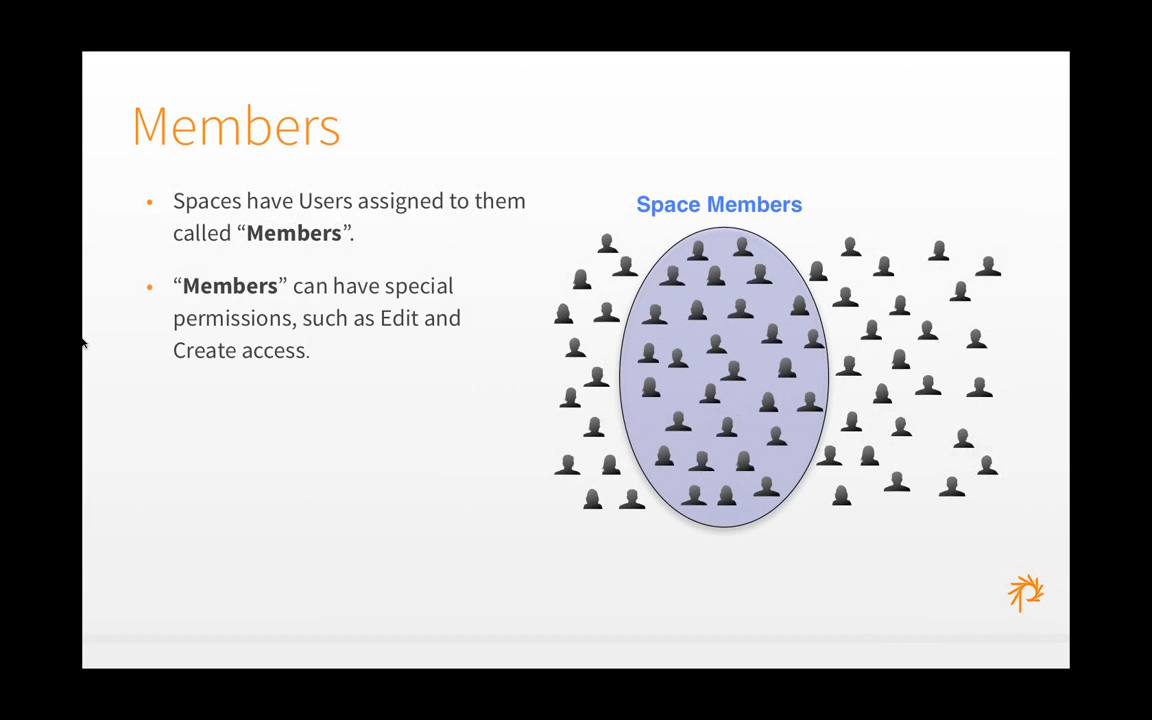 Members
• Spaces have Users assigned to them
called “Members”.
• “Members” can have special
permissions, such as Edit and
Create access.
Space Members